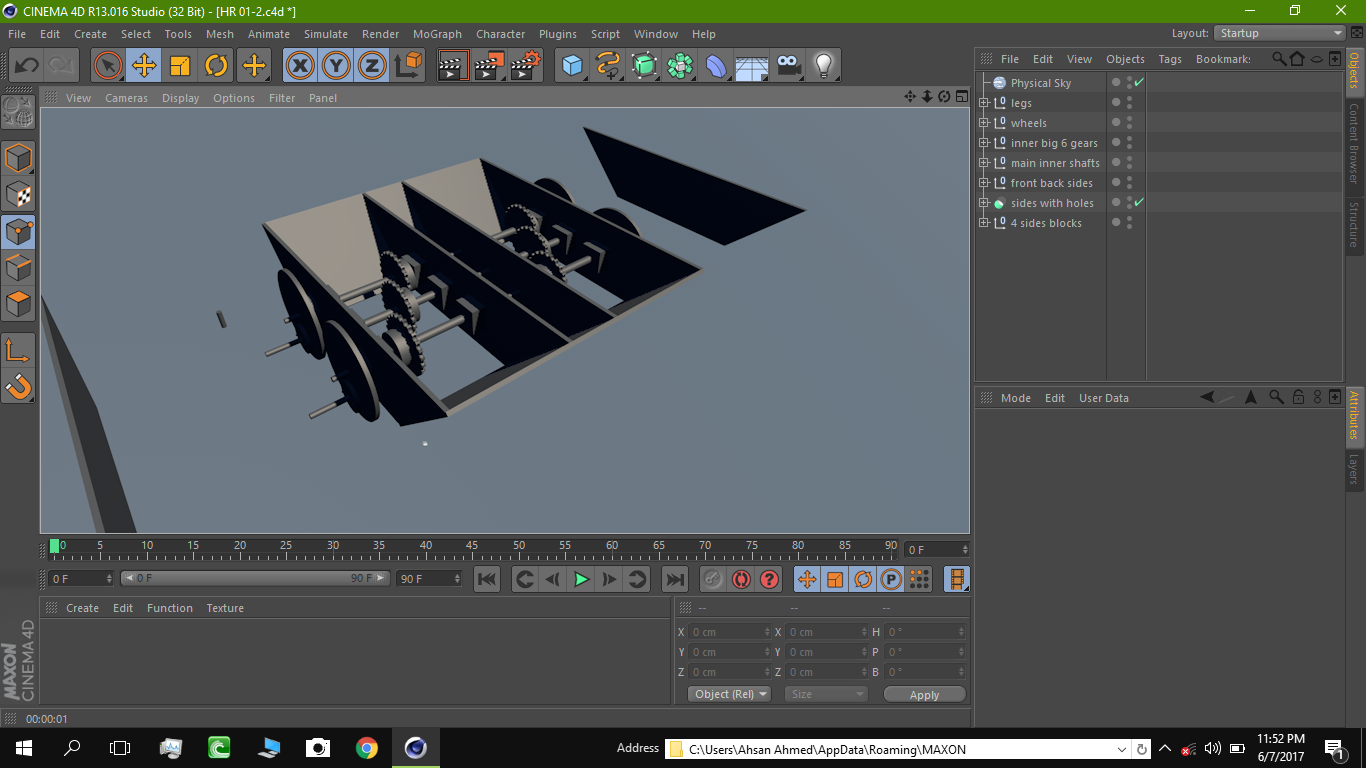 CINEMA 4D R13.016 Studio (32 Bit) - [HR 01-2.c4d *]
File Edit Create Select Tools Mesh Animate Simulate Render MoGraph Character Plugins Script Window Help
Layout: Startup
File Edit View Objects Tags Bookmark
View Cameras Display Options Filter Panel
Physical Sky
legs
wheels
inner big 6 gears
main inner shafts
front back sides
sides with holes
4 sides blocks
Objects
Content Browser
Structure
Mode Edit User Data
Attributes
Layers
X Y Z
0 5 10 15 20 25 30 35 40 45 50 55 60 65 70 75 80 85 90
0 F
0 F 0 F 90 F 90 F
P
?
Create Edit Function Texture
-- -- --
X 0 cm X 0 cm H 0 °
Y 0 cm Y 0 cm P 0 °
Z 0 cm Z 0 cm B 0 °
Object (Rel) Size Apply
MAXON
CINEMA 4D
00:00:01
Address C:\Users\Ahsan Ahmed\AppData\Roaming\MAXON
11:52 PM
6/7/2017
1